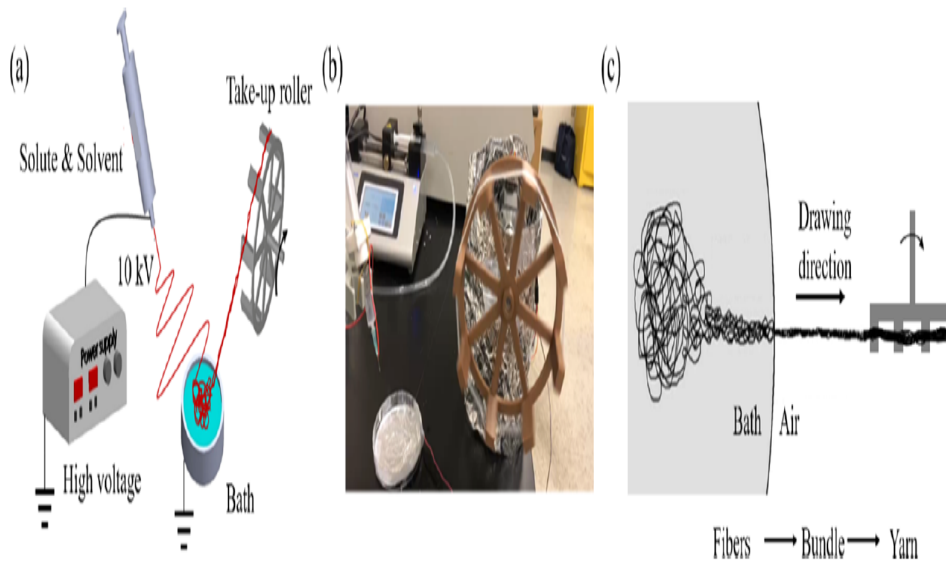 (a)
Solute & Solvent
10 kV
Power supply
High voltage
Take-up roller
Bath
(b)
(c)
Drawing
direction
Bath
Air
Fibers
Bundle
Yarn